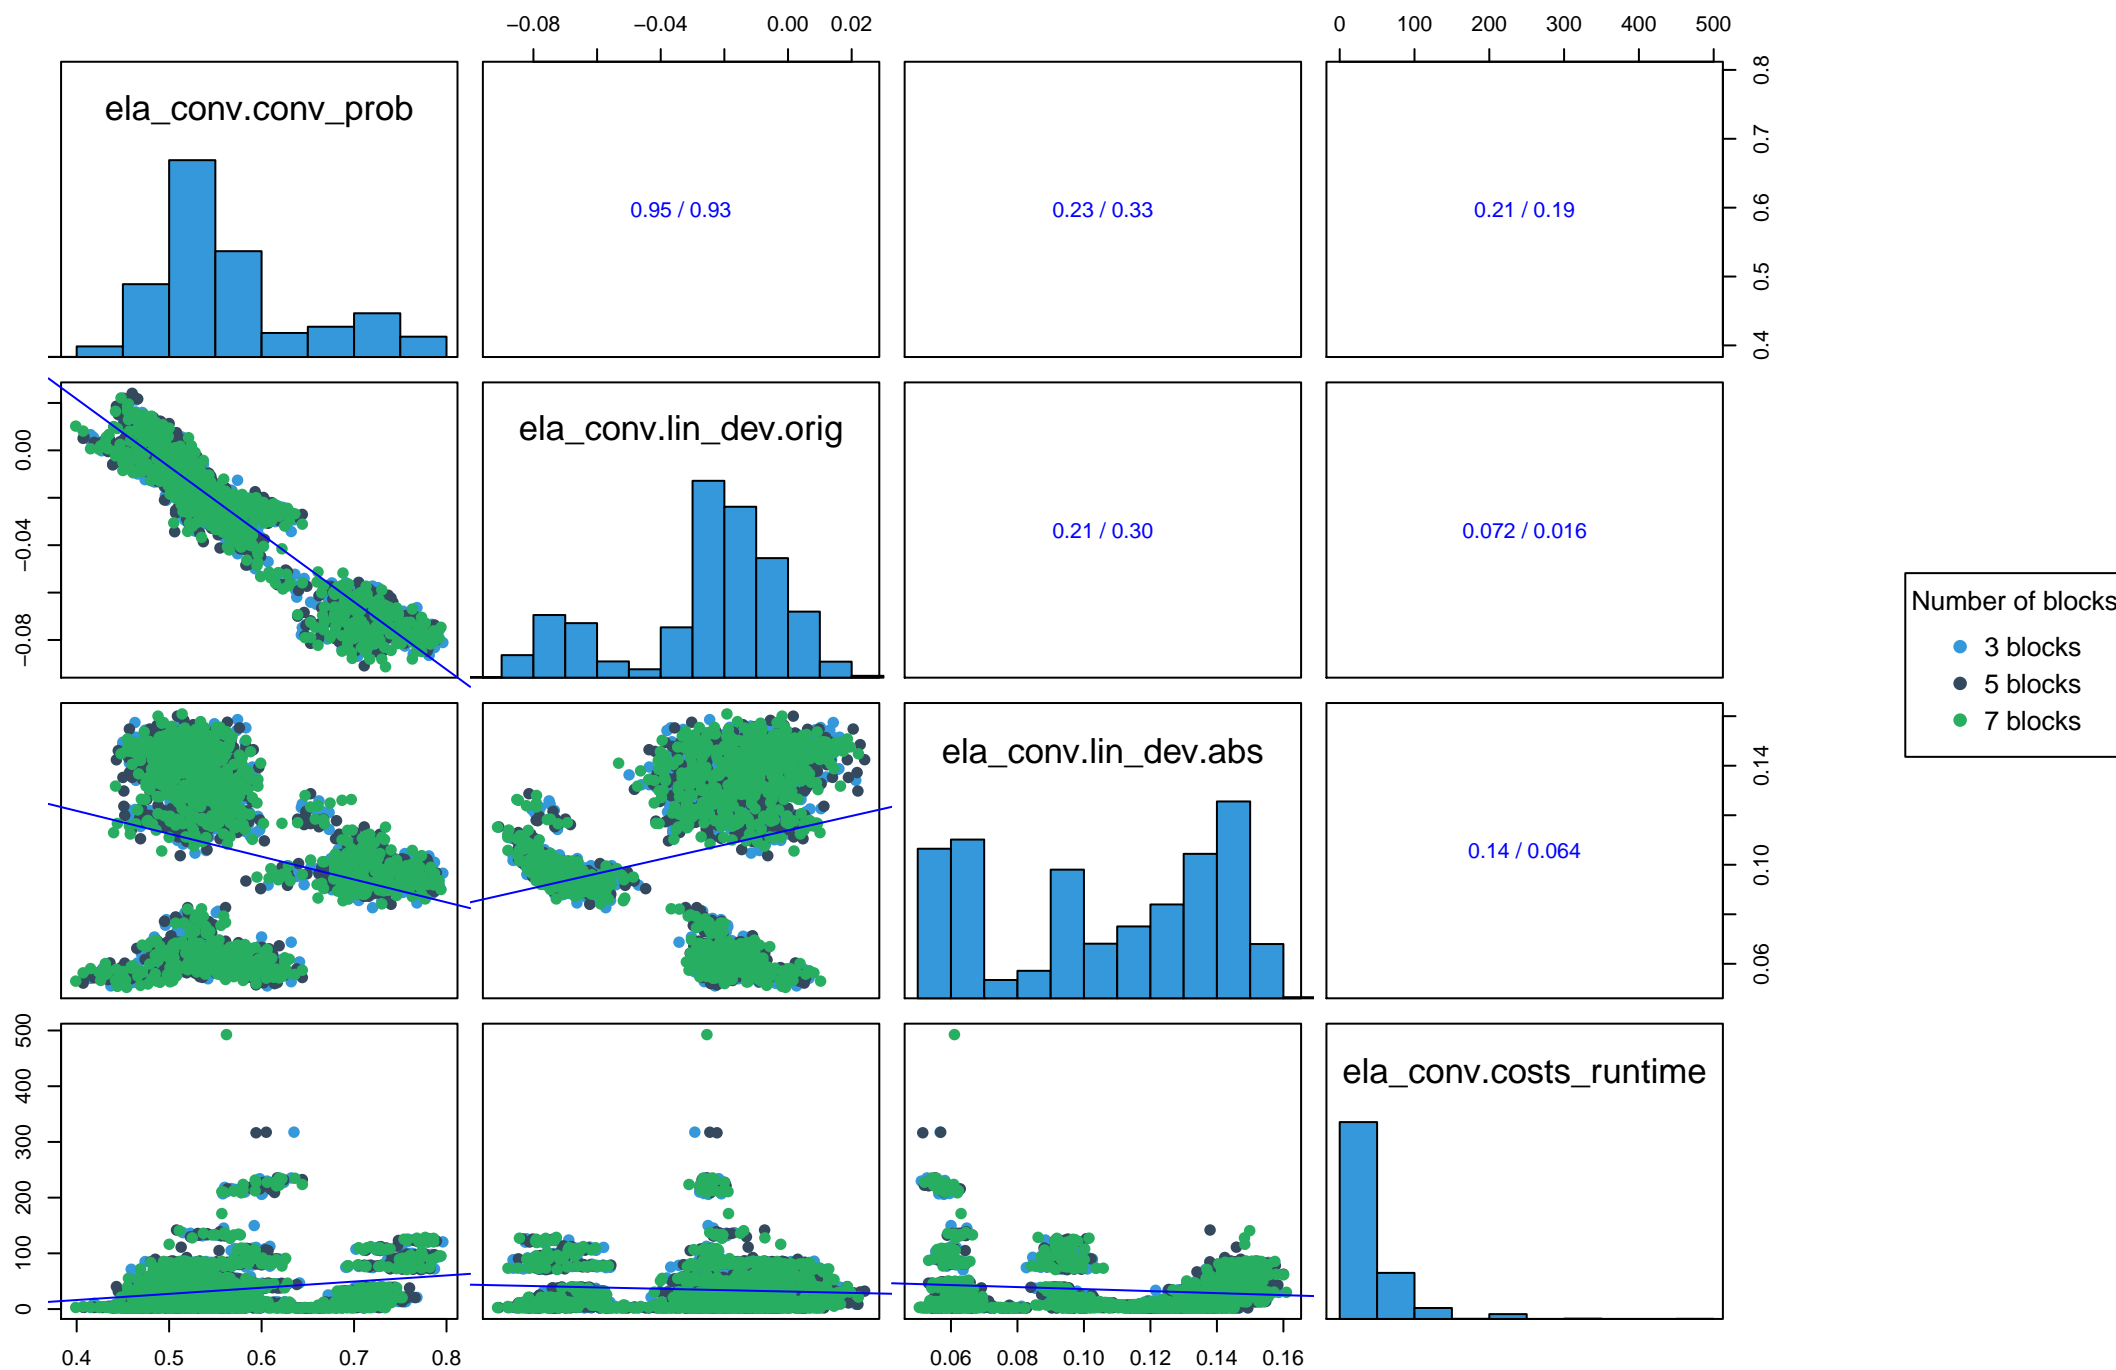 −0.08 −0.04 0.00 0.02 0 100 200 300 400 500
ela_conv.conv_prob
0.95 / 0.93
0.23 / 0.33
0.21 / 0.19
0.8
0.7
0.6
0.5
0.4
0.00
−0.04
−0.08
ela_conv.lin_dev.orig
0.21 / 0.30
0.072 / 0.016
Number of blocks
3 blocks
5 blocks
7 blocks
ela_conv.lin_dev.abs
0.14 / 0.064
0.14
0.10
0.06
500
400
300
200
100
0
ela_conv.costs_runtime
0.4 0.5 0.6 0.7 0.8 0.06 0.08 0.10 0.12 0.14 0.16